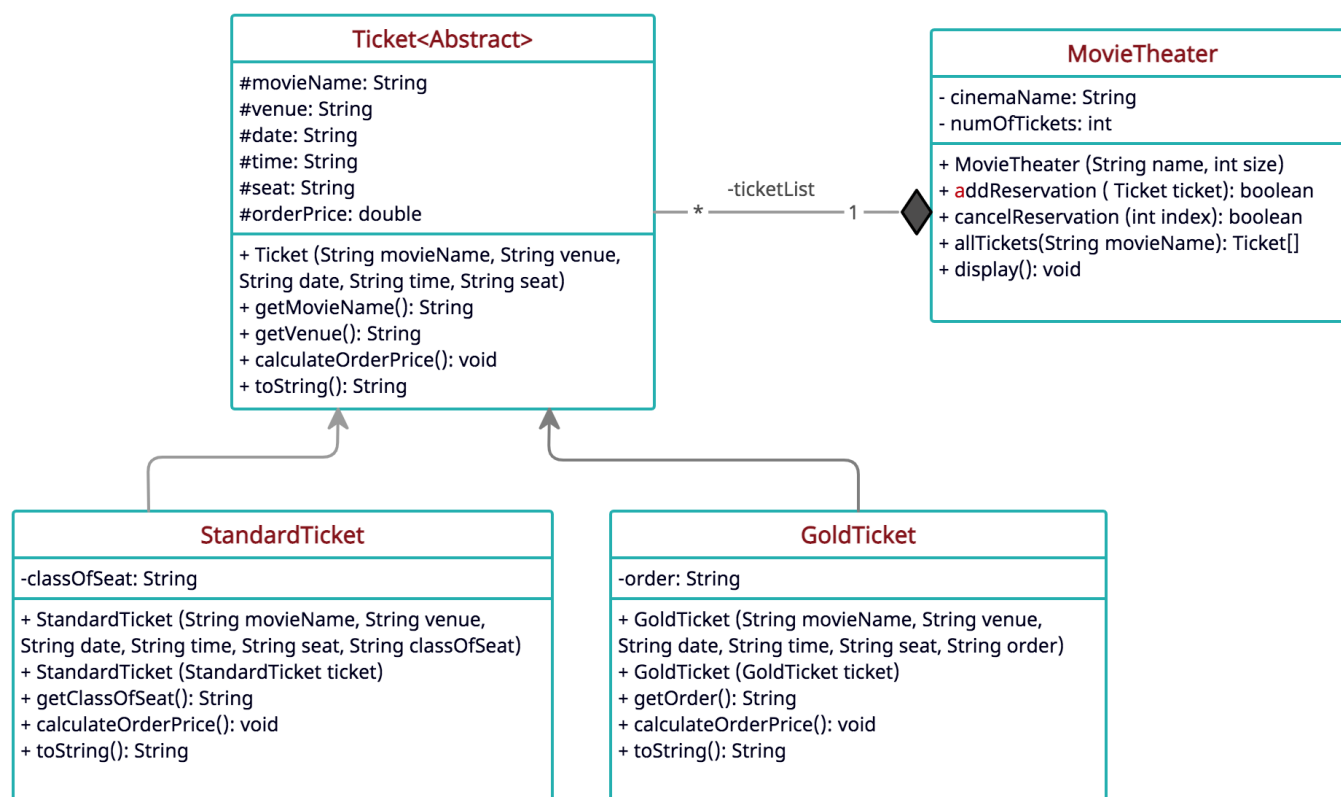 Ticket<Abstract>
#movieName: String
#venue: String
#date: String
#time: String
#seat: String
#orderPrice: double
+ Ticket (String movieName, String venue,
String date, String time, String seat)
+ getMovieName(): String
+ getVenue(): String
+ calculateOrderPrice(): void
+ toString(): String
-ticketList
*
1
MovieTheater
- cinemaName: String
- numOfTickets: int
+ MovieTheater (String name, int size)
+ addReservation ( Ticket ticket): boolean
+ cancelReservation (int index): boolean
+ allTickets(String movieName): Ticket[]
+ display(): void
StandardTicket
-classOfSeat: String
+ StandardTicket (String movieName, String venue,
String date, String time, String seat, String classOfSeat)
+ StandardTicket (StandardTicket ticket)
+ getClassOfSeat(): String
+ calculateOrderPrice(): void
+ toString(): String
GoldTicket
-order: String
+ GoldTicket (String movieName, String venue,
String date, String time, String seat, String order)
+ GoldTicket (GoldTicket ticket)
+ getOrder(): String
+ calculateOrderPrice(): void
+ toString(): String